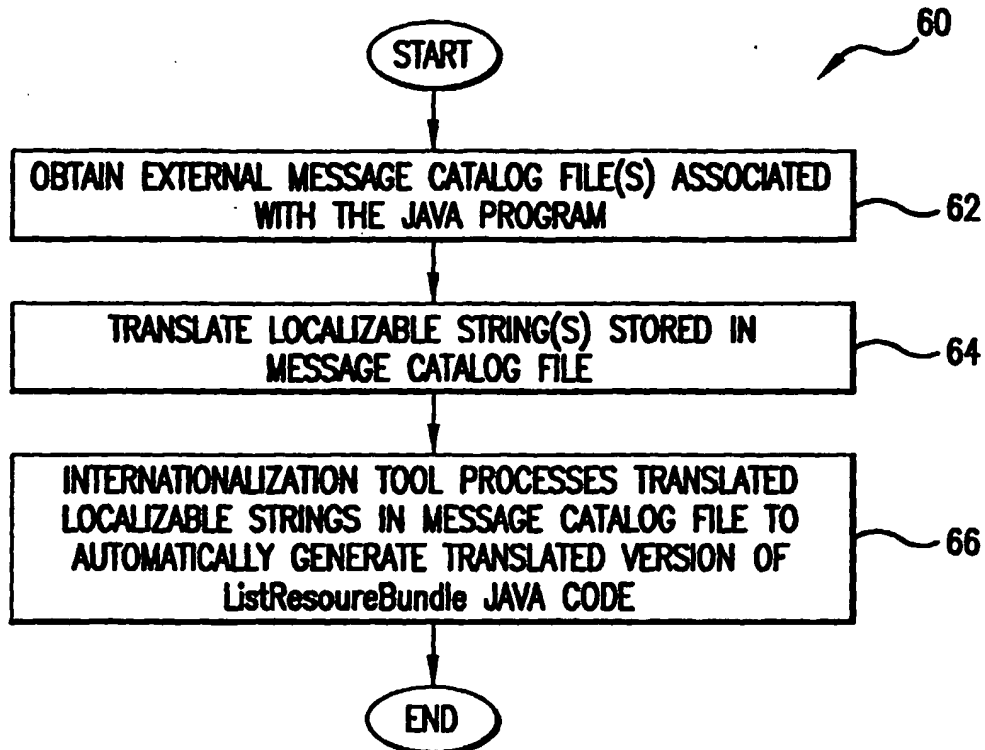 60
START
OBTAIN EXTERNAL MESSAGE CATALOG FILE(S) ASSOCIATED
WITH THE JAVA PROGRAM
62
TRANSLATE LOCALIZABLE STRING(S) STORED IN
MESSAGE CATALOG FILE
64
INTERNATIONALIZATION TOOL PROCESSES TRANSLATED
LOCALIZABLE STRINGS IN MESSAGE CATALOG FILE TO
AUTOMATICALLY GENERATE TRANSLATED VERSION OF
ListResoureBundle JAVA CODE
66
END